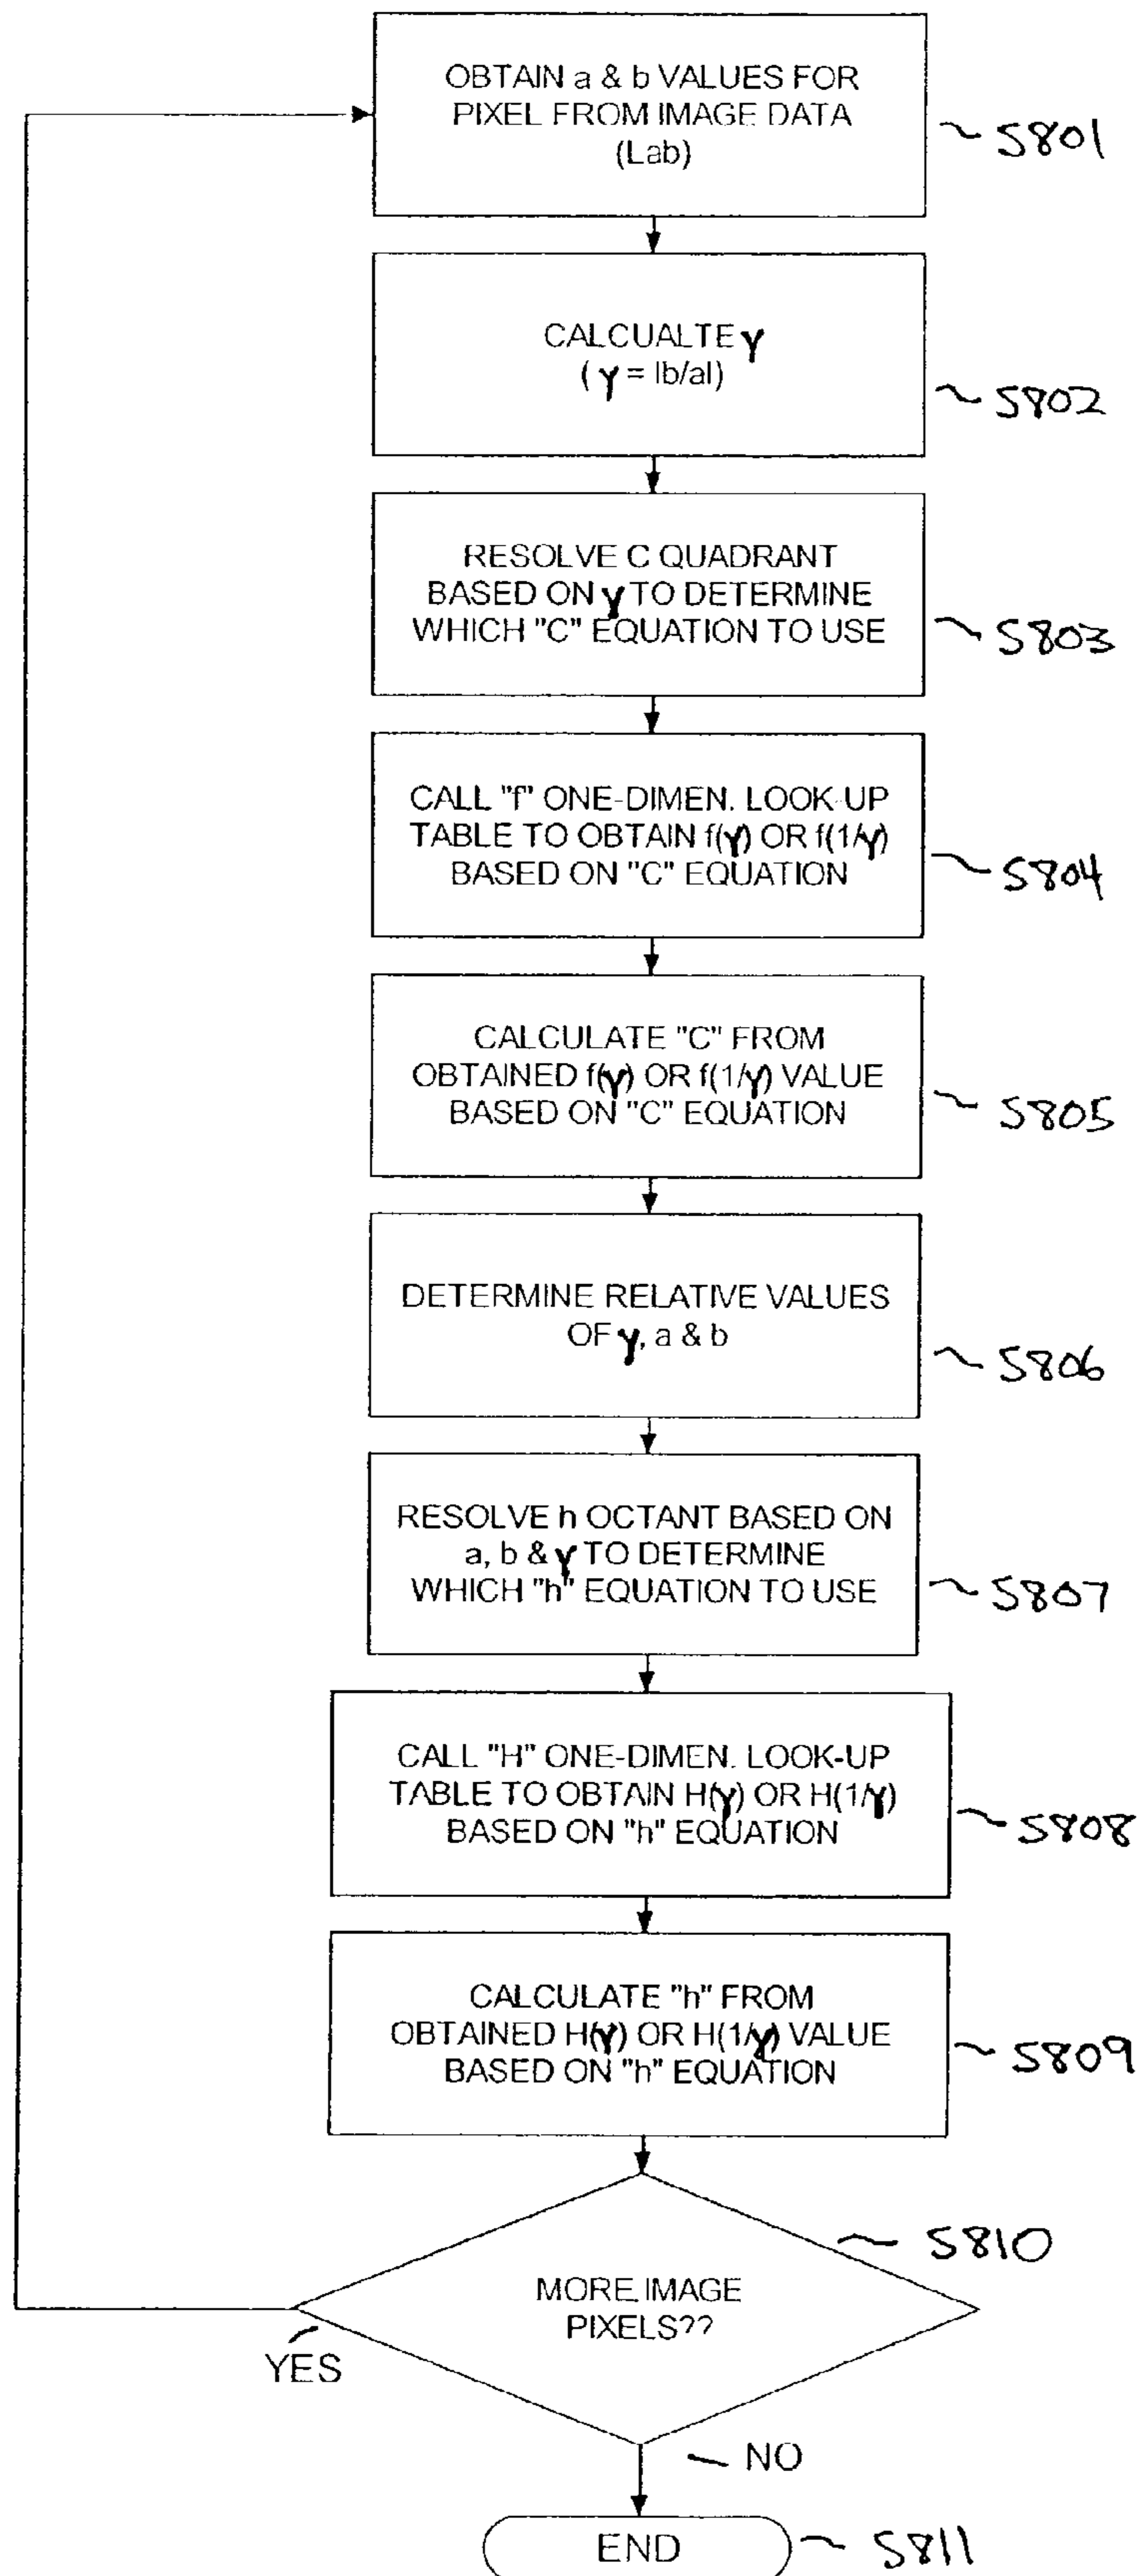 OBTAIN a & b VALUES FOR
PIXEL FROM IMAGE DATA
(Lab)
S801
CALCUALTE γ
( γ = lb/al)
S802
RESOLVE C QUADRANT
BASED ON γ TO DETERMINE
WHICH "C" EQUATION TO USE
S803
CALL "f" ONE-DIMEN. LOOK-UP
TABLE TO OBTAIN f(γ) OR f(1/γ)
BASED ON "C" EQUATION
S804
CALCULATE "C" FROM
OBTAINED f(γ) OR f(1/γ) VALUE
BASED ON "C" EQUATION
S805
DETERMINE RELATIVE VALUES
OF γ, a & b
S806
RESOLVE h OCTANT BASED ON
a, b & γ TO DETERMINE
WHICH "h" EQUATION TO USE
S807
CALL "H" ONE-DIMEN. LOOK-UP
TABLE TO OBTAIN H(γ) OR H(1/γ)
BASED ON "h" EQUATION
S808
CALCULATE "h" FROM
OBTAINED H(γ) OR H(1/γ) VALUE
BASED ON "h" EQUATION
S809
S810
MORE IMAGE
PIXELS??
YES
NO
END
S811